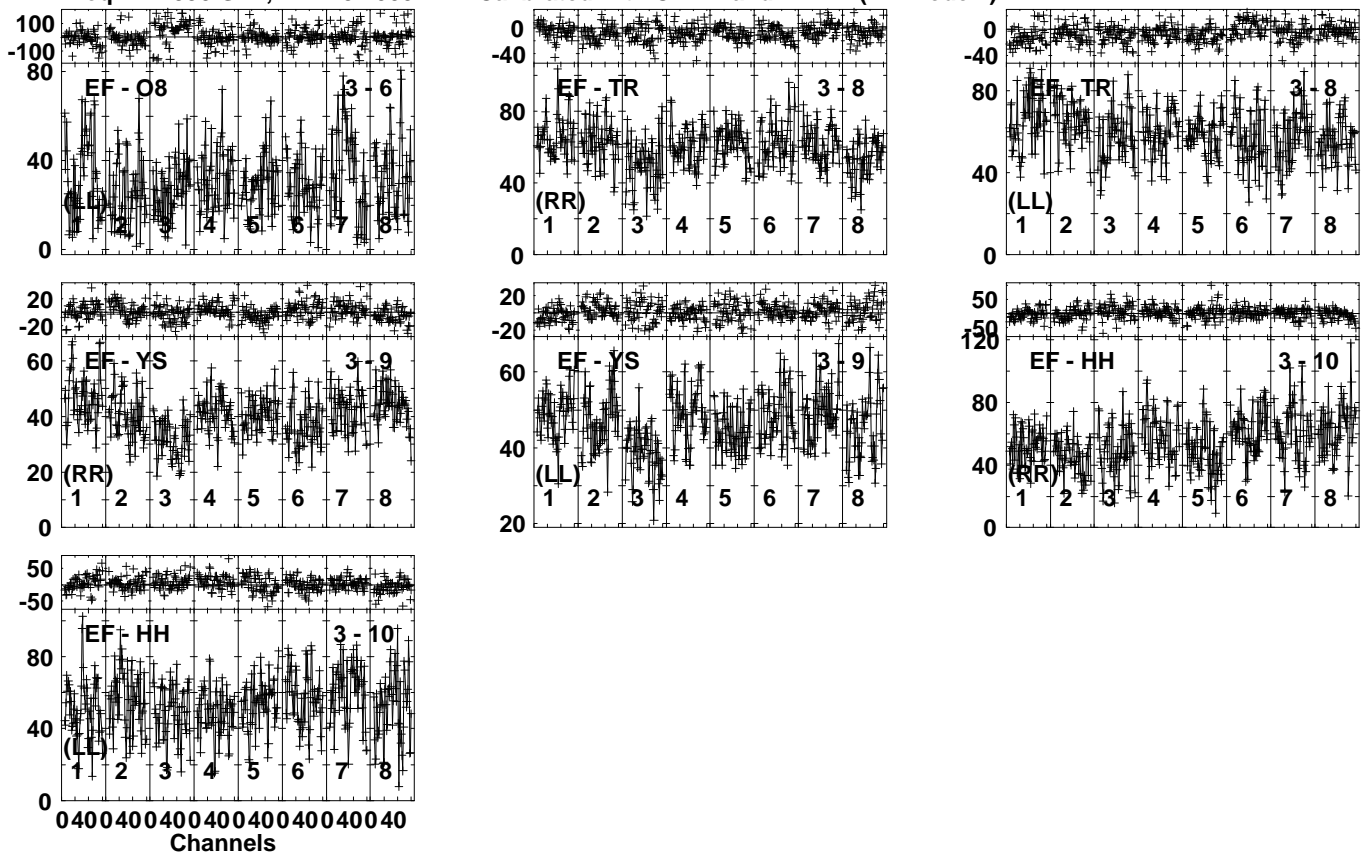 100
-100
80
EF - O8 3 - 6
40
(LL)
1 2 3 4 5 6 7 8
0
0
-40
EF - TR 3 - 8
80
40
(RR)
1 2 3 4 5 6 7 8
0
0
-40
EF - TR 3 - 8
80
40
(LL)
1 2 3 4 5 6 7 8
0
20
-20
60
EF - YS 3 - 9
40
20
(RR)
1 2 3 4 5 6 7 8
0
20
-20
60
EF - YS 3 - 9
40
(LL)
1 2 3 4 5 6 7 8
20
50
-50
120
EF - HH 3 - 10
80
40
(RR)
1 2 3 4 5 6 7 8
0
50
-50
EF - HH 3 - 10
80
40
(LL)
1 2 3 4 5 6 7 8
0
0 40 0 40 0 40 0 40 0 40 0 40 0 40 0 40
Channels